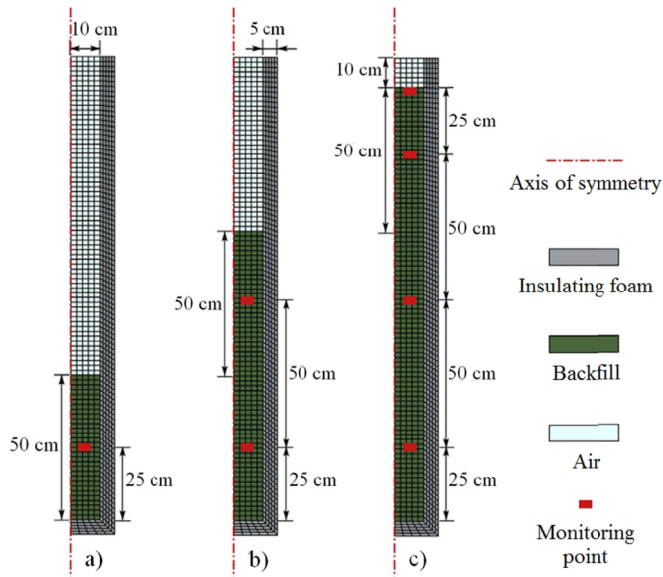 10 cm
5 cm
10 cm
25 cm
50 cm
50 cm
50 cm
50 cm
50 cm
50 cm
25 cm
25 cm
25 cm
a)
b)
c)
Axis of symmetry
Insulating foam
Backfill
Air
Monitoring
point